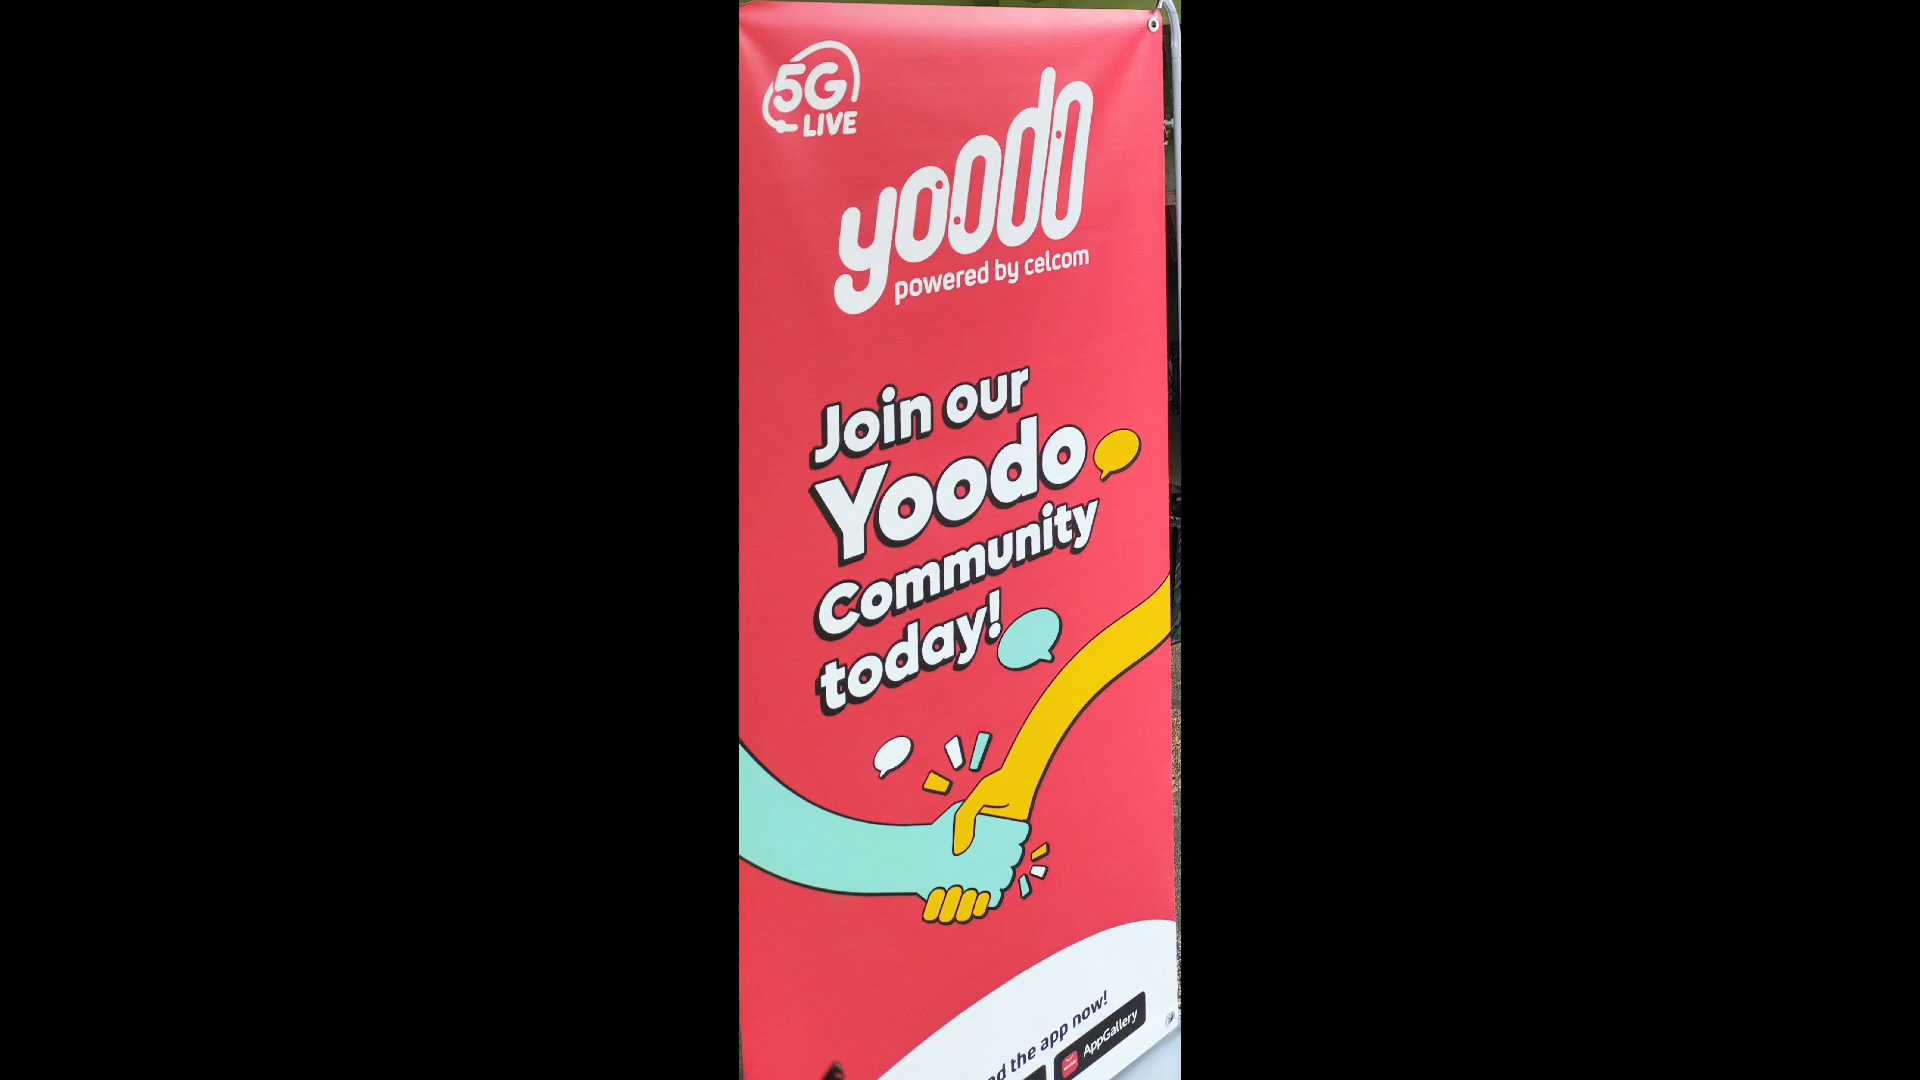 5G
LIVE
yoodo
powered by celcom
Join our
Yoodo
Community
today!
the app now!
AppGallery